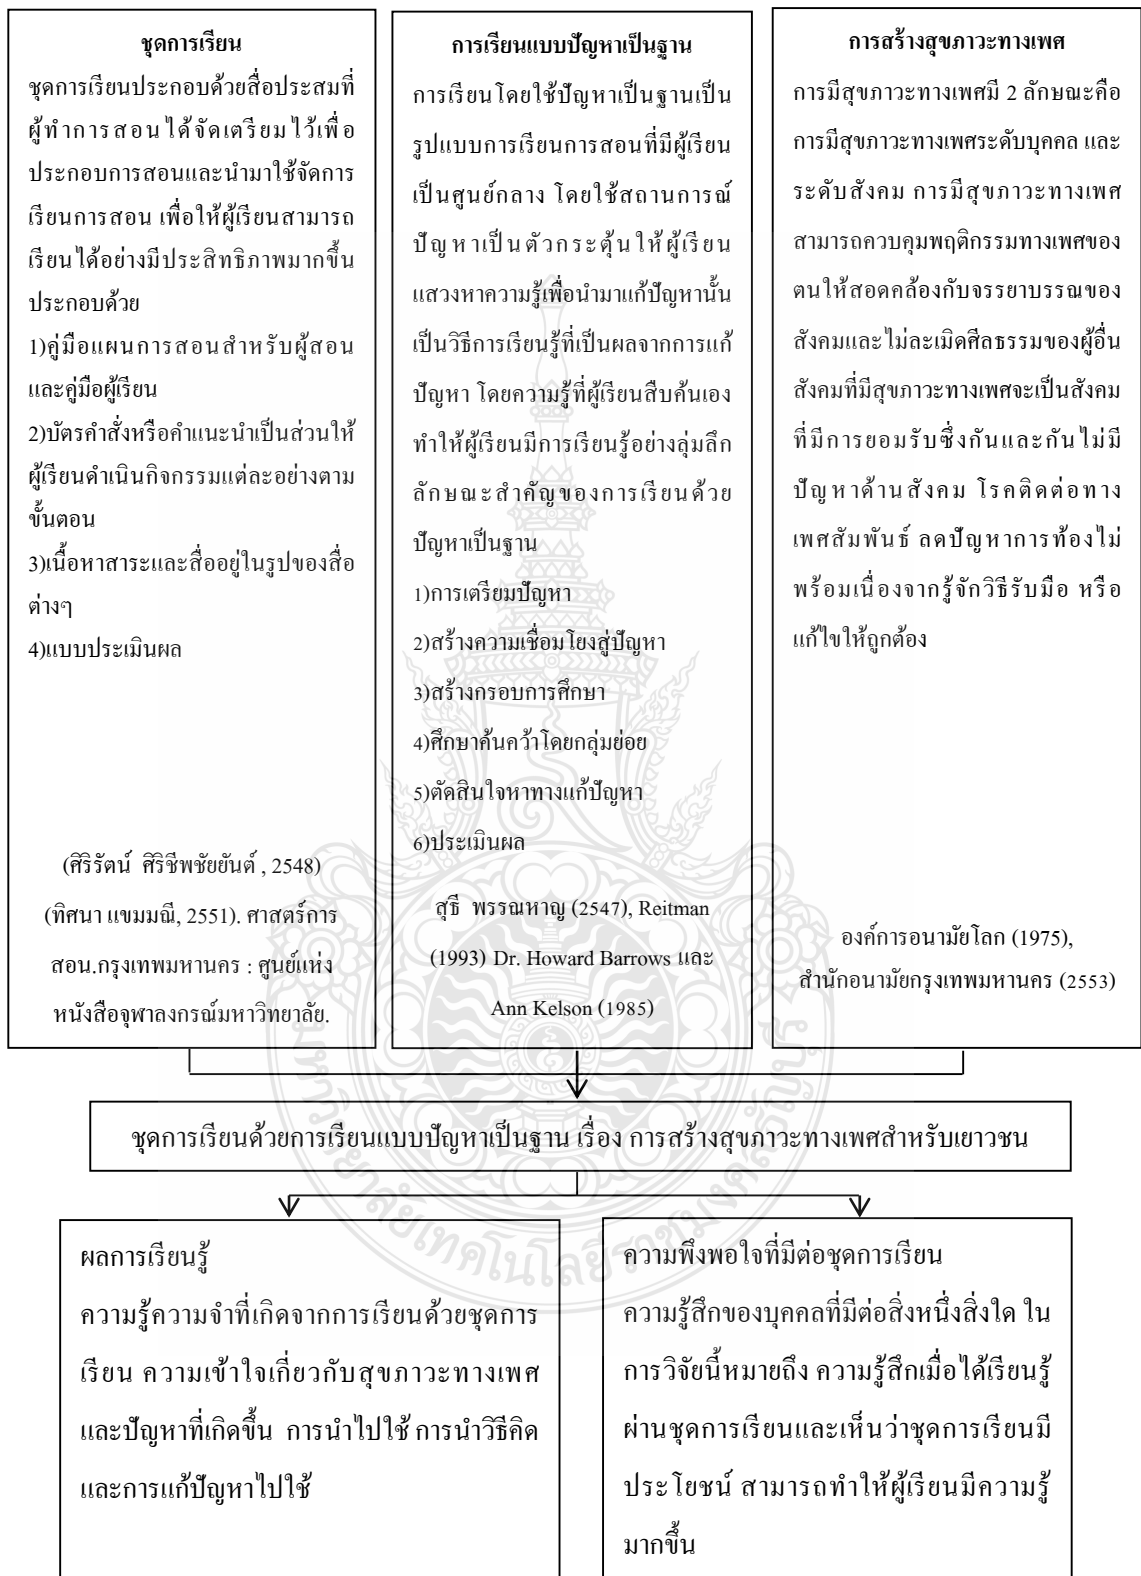 ชุดการเรียน
ชุดการเรียนประกอบด้วยสื่อประสมที่
ผู้ทำการสอนได้จัดเตรียมไว้เพื่อ
ประกอบการสอนและนำมาใช้จัดการ
เรียนการสอน เพื่อให้ผู้เรียนสามารถ
เรียนได้อย่างมีประสิทธิภาพมากขึ้น
ประกอบด้วย
1)คู่มือแผนการสอนสำหรับผู้สอน
และคู่มือผู้เรียน
2)บัตรคำสั่งหรือคำแนะนำเป็นส่วนให้
ผู้เรียนดำเนินกิจกรรมแต่ละอย่างตาม
ขั้นตอน
3)เนื้อหาสาระและสื่ออยู่ในรูปของสื่อ
ต่างๆ
4)แบบประเมินผล
(ศิริรัตน์ ศิริชีพชัยยันต์ , 2548)
(ทิศนา แขมมณี, 2551). ศาสตร์การ
สอน.กรุงเทพมหานคร : ศูนย์แห่ง
หนังสือจุฬาลงกรณ์มหาวิทยาลัย.
การเรียนแบบปัญหาเป็นฐาน
การเรียนโดยใช้ปัญหาเป็นฐานเป็น
รูปแบบการเรียนการสอนที่มีผู้เรียน
เป็นศูนย์กลาง โดยใช้สถานการณ์
ปัญหาเป็นตัวกระตุ้นให้ผู้เรียน
แสวงหาความรู้เพื่อนำมาแก้ปัญหานั้น
เป็นวิธีการเรียนรู้ที่เป็นผลจากการแก้
ปัญหา โดยความรู้ที่ผู้เรียนสืบค้นเอง
ทำให้ผู้เรียนมีการเรียนรู้อย่างลุ่มลึก
ลักษณะสำคัญของการเรียนด้วย
ปัญหาเป็นฐาน
1)การเตรียมปัญหา
2)สร้างความเชื่อมโยงสู่ปัญหา
3)สร้างกรอบการศึกษา
4)ศึกษาค้นคว้าโดยกลุ่มย่อย
5)ตัดสินใจหาทางแก้ปัญหา
6)ประเมินผล
สุธี พรรณหาญ (2547), Reitman
(1993) Dr. Howard Barrows และ
Ann Kelson (1985)
การสร้างสุขภาวะทางเพศ
การมีสุขภาวะทางเพศมี 2 ลักษณะคือ
การมีสุขภาวะทางเพศระดับบุคคล และ
ระดับสังคม การมีสุขภาวะทางเพศ
สามารถควบคุมพฤติกรรมทางเพศของ
ตนให้สอดคล้องกับจรรยาบรรณของ
สังคมและไม่ละเมิดศีลธรรมของผู้อื่น
สังคมที่มีสุขภาวะทางเพศจะเป็นสังคม
ที่มีการยอมรับซึ่งกันและกันไม่มี
ปัญหาด้านสังคม โรคติดต่อทาง
เพศสัมพันธ์ ลดปัญหาการท้องไม่
พร้อมเนื่องจากรู้จักวิธีรับมือ หรือ
แก้ไขให้ถูกต้อง
องค์การอนามัยโลก (1975),
สำนักอนามัยกรุงเทพมหานคร (2553)
ชุดการเรียนด้วยการเรียนแบบปัญหาเป็นฐาน เรื่อง การสร้างสุขภาวะทางเพศสำหรับเยาวชน
ผลการเรียนรู้
ความรู้ความจำที่เกิดจากการเรียนด้วยชุดการ
เรียน ความเข้าใจเกี่ยวกับสุขภาวะทางเพศ
และปัญหาที่เกิดขึ้น การนำไปใช้ การนำวิธีคิด
และการแก้ปัญหาไปใช้
ความพึงพอใจที่มีต่อชุดการเรียน
ความรู้สึกของบุคคลที่มีต่อสิ่งหนึ่งสิ่งใด ใน
การวิจัยนี้หมายถึง ความรู้สึกเมื่อได้เรียนรู้
ผ่านชุดการเรียนและเห็นว่าชุดการเรียนมี
ประโยชน์ สามารถทำให้ผู้เรียนมีความรู้
มากขึ้น
มหาวิทยาลัยเทคโนโลยีราชมงคลธัญบุรี